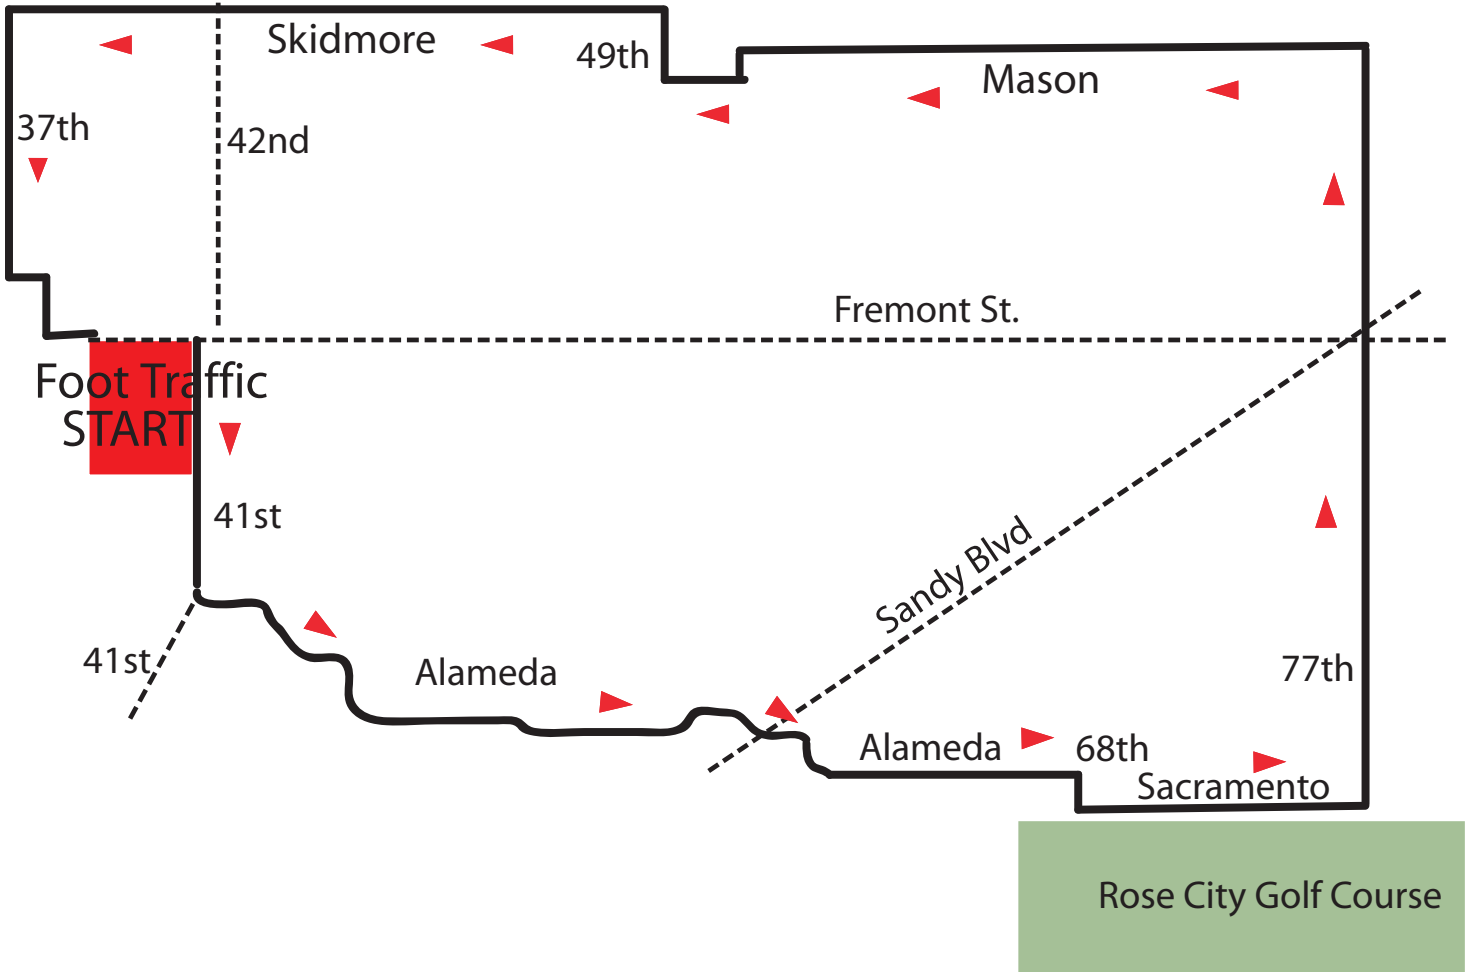 Skidmore
49th
Mason
37th
42nd
Fremont St.
Foot Traffic
START
41st
Sandy Blvd
41st
Alameda
77th
Alameda
68th
Sacramento
Rose City Golf Course